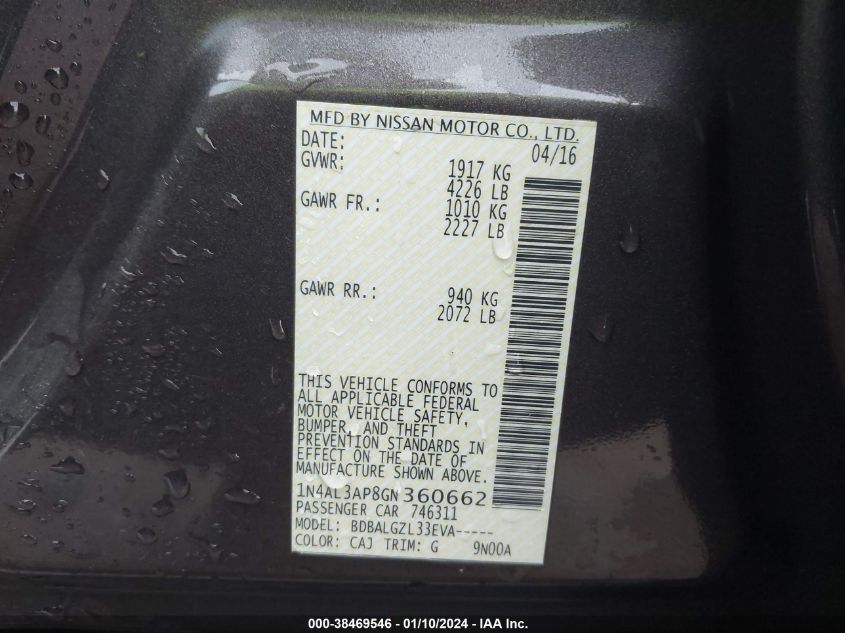 MFD BY NISSAN MOTOR CO., LTD.
DATE: 04/16
GVWR: 1917 KG
4226 LB
GAWR FR.: 1010 KG
2227 LB
GAWR RR.: 940 KG
2072 LB
THIS VEHICLE CONFORMS TO
ALL APPLICABLE FEDERAL
MOTOR VEHICLE SAFETY,
BUMPER, AND THEFT
PREVENTION STANDARDS IN
EFFECT ON THE DATE OF
MANUFACTURE SHOWN ABOVE.
1N4AL3AP8GN360662
PASSENGER CAR 746311
MODEL: BDBALGZL33EVA-----
COLOR: CAJ TRIM: G 9N00A
000-38469546 - 01/10/2024 - IAA Inc.